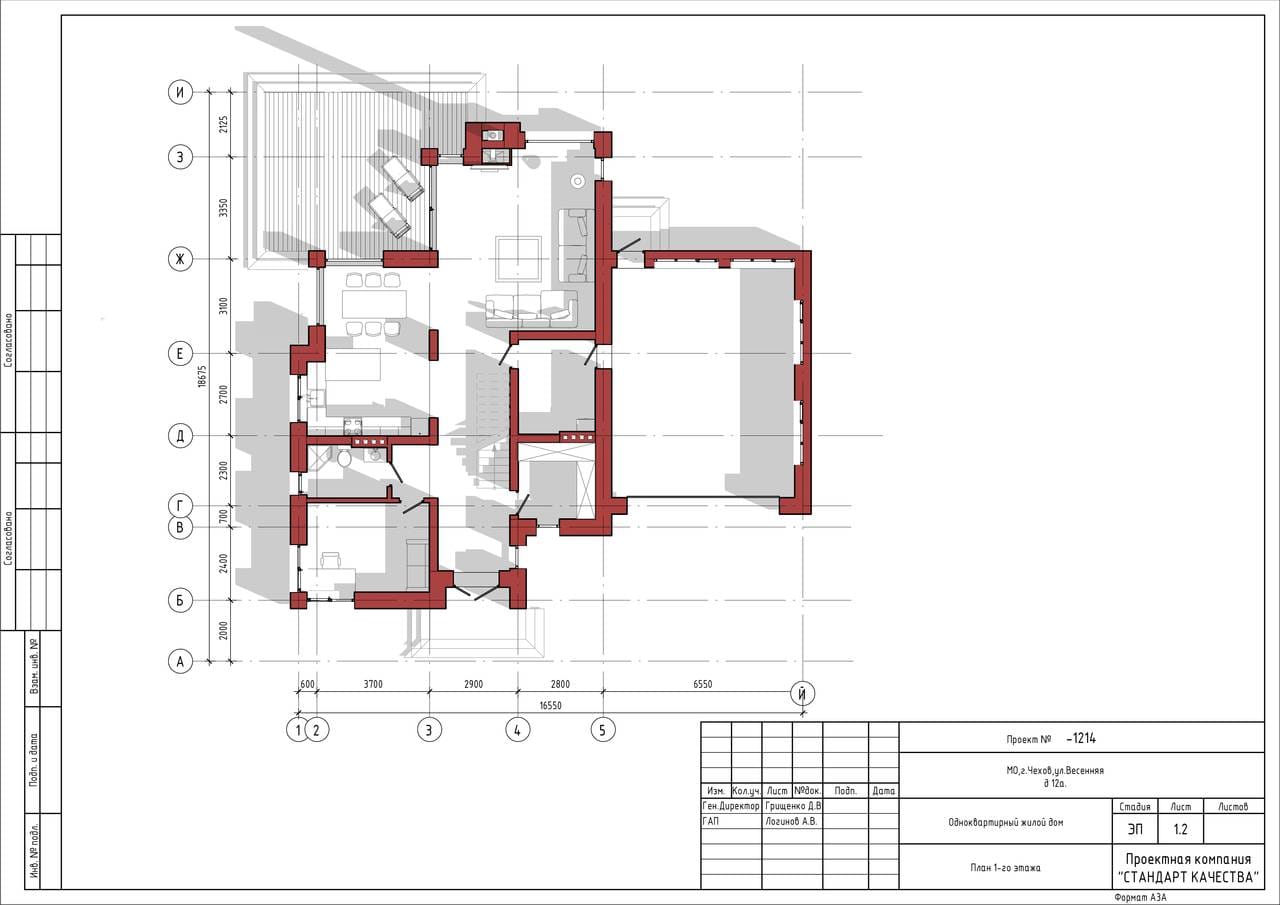 И
З
Ж
Е
Д
Г
В
Б
А
2125
3350
3100
2700
2300
700
2400
2000
18675
600
3700
2900
2800
6550
16550
1
2
3
4
5
Й
Согласовано
Согласовано
Взам. инв. №
Подп. и дата
Инв. № подл.
Проект № -1214
МО,г.Чехов,ул.Весенняя
д 12а.
Изм. Кол.уч. Лист №док. Подп. Дата
Ген.Директор Грищенко Д.В
ГАП Логинов А.В.
Одноквартирный жилой дом
Стадия Лист Листов
ЭП 1.2
План 1-го этажа
Проектная компания
"СТАНДАРТ КАЧЕСТВА"
Формат А3А